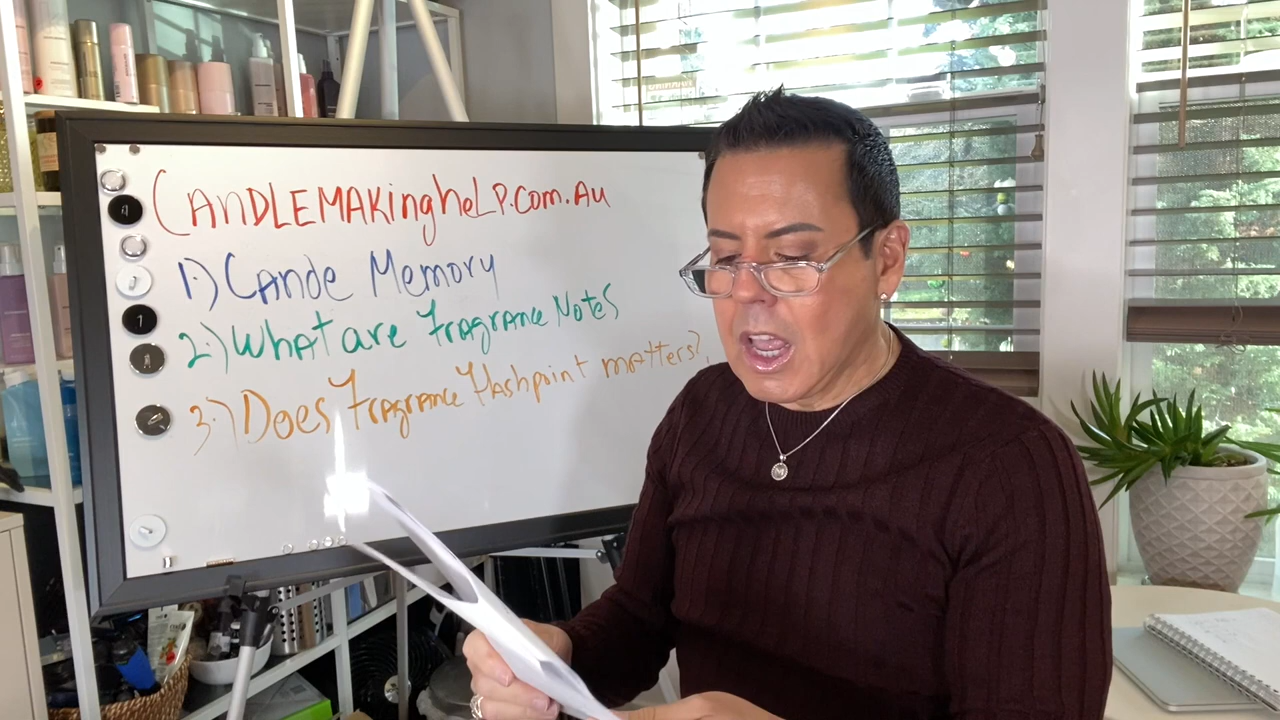 CANDLEMAKingheLP.com.Au
1.) CANDE Memory
2.) What are FRAgRANCE Notes
3.) Does FRAgRANCE Flashpoint matters?